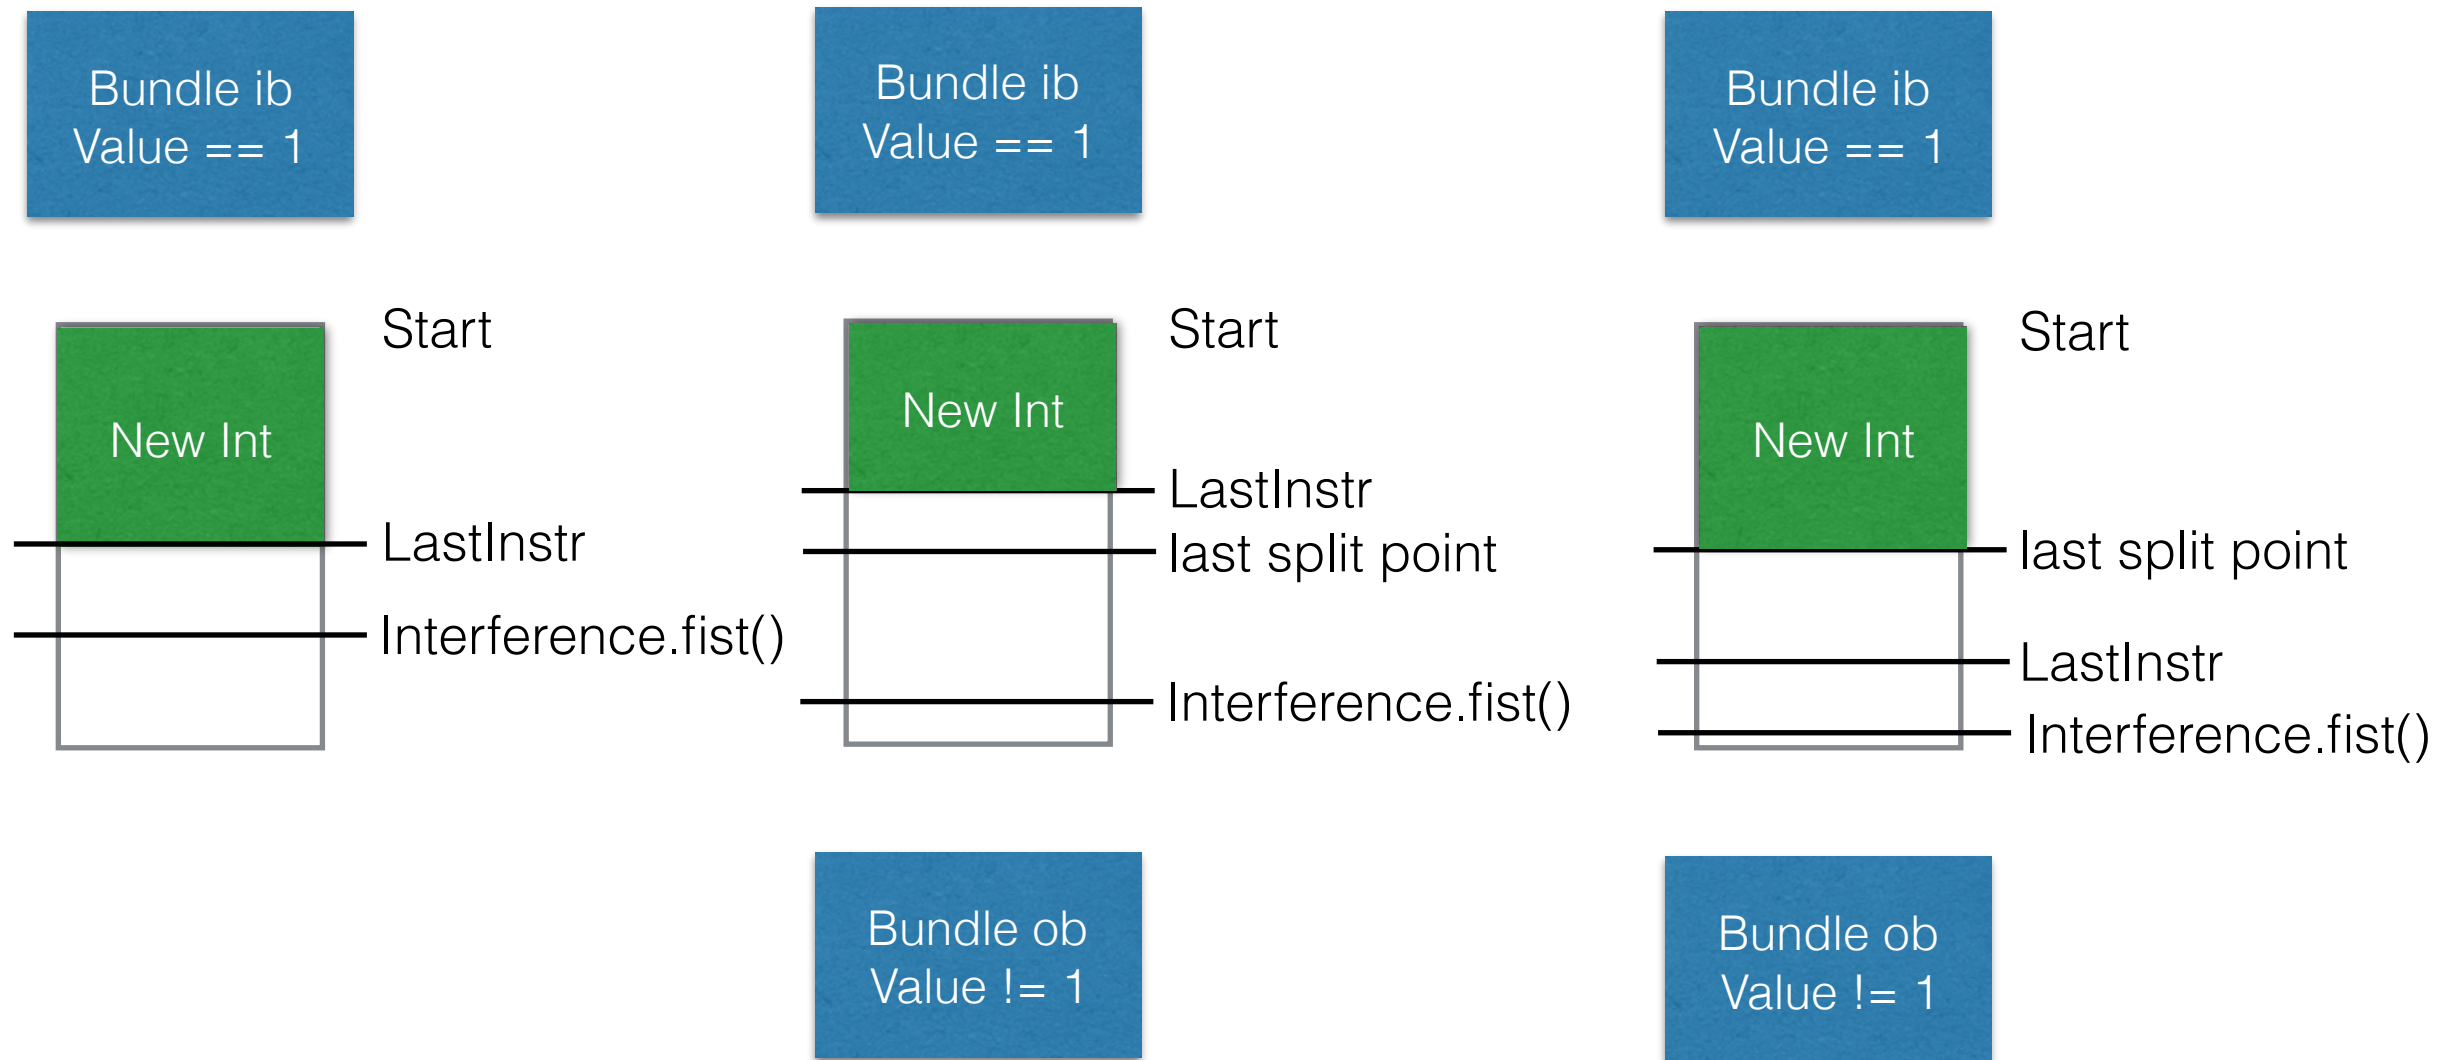 Bundle ib
Value == 1
Start
New Int
LastInstr
Interference.fist()
Bundle ib
Value == 1
Start
New Int
LastInstr
last split point
Interference.fist()
Bundle ob
Value != 1
Bundle ib
Value == 1
Start
New Int
last split point
LastInstr
Interference.fist()
Bundle ob
Value != 1